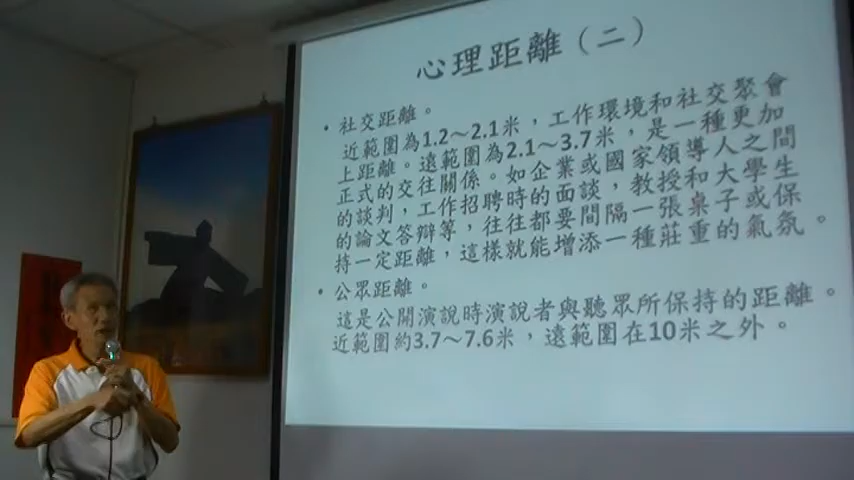 心理距離（二）
• 社交距離。
近範圍為1.2～2.1米，工作環境和社交聚會
上距離。遠範圍為2.1～3.7米，是一種更加
正式的交往關係。如企業或國家領導人之間
的談判，工作招聘時的面談，教授和大學生
的論文答辯等，往往都要間隔一張桌子或保
持一定距離，這樣就能增添一種莊重的氣氛。
• 公眾距離。
這是公開演說時演說者與聽眾所保持的距離。
近範圍約3.7～7.6米，遠範圍在10米之外。